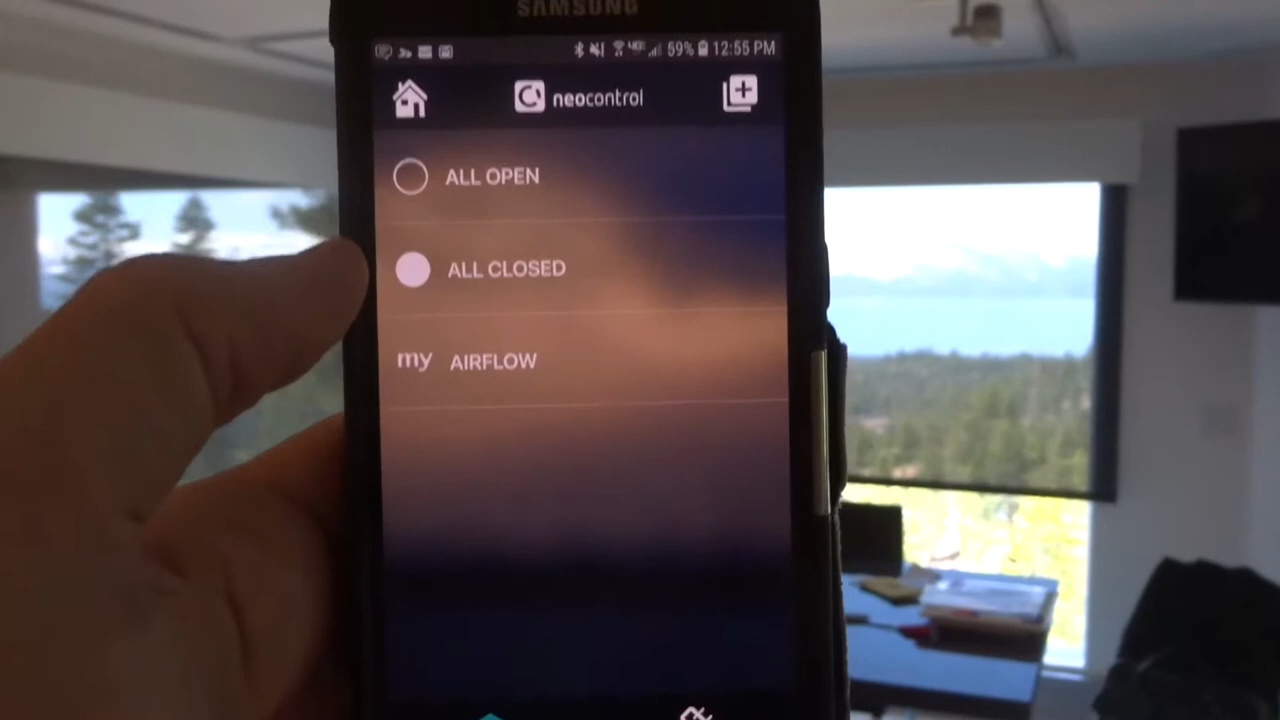 SAMSUNG
59% 12:55 PM
neocontrol
ALL OPEN
ALL CLOSED
my AIRFLOW